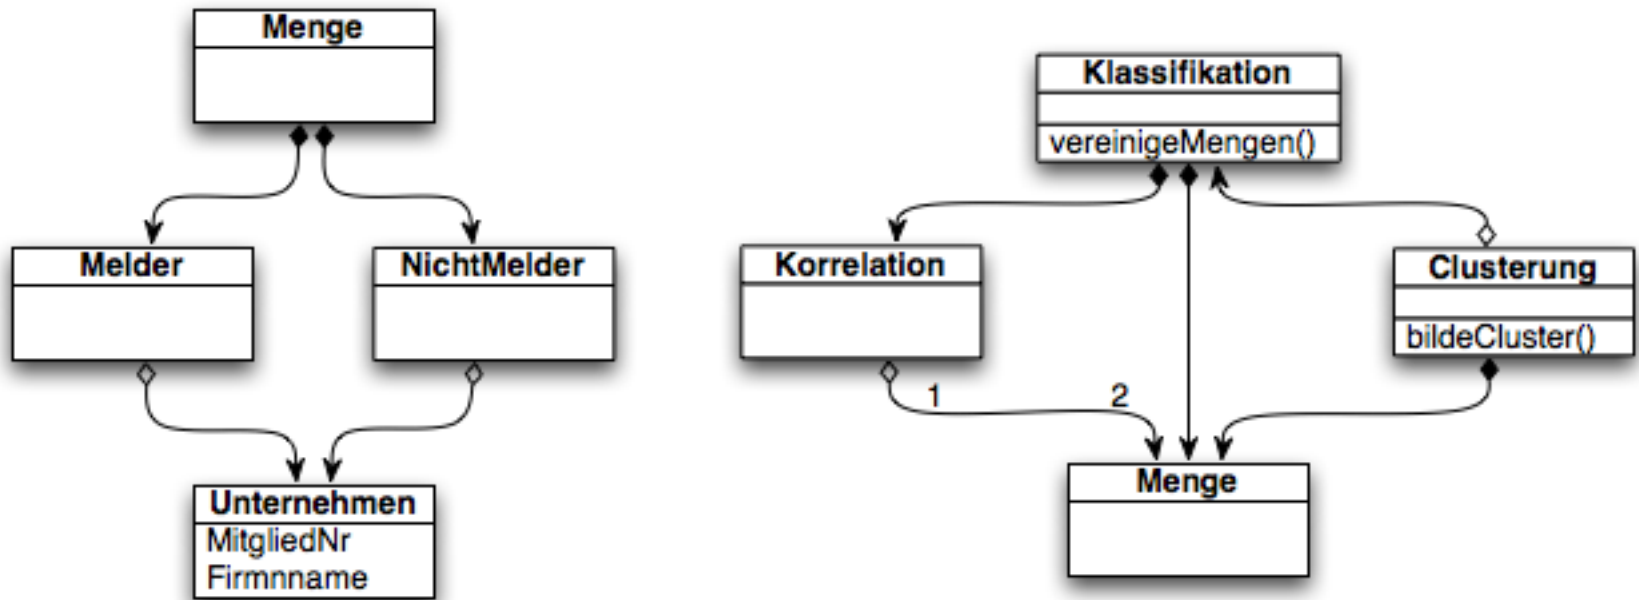 Menge
Melder
NichtMelder
Unternehmen
MitgliedNr
Firmnname
Klassifikation
vereinigeMengen()
Korrelation
Clusterung
bildeCluster()
1
2
Menge